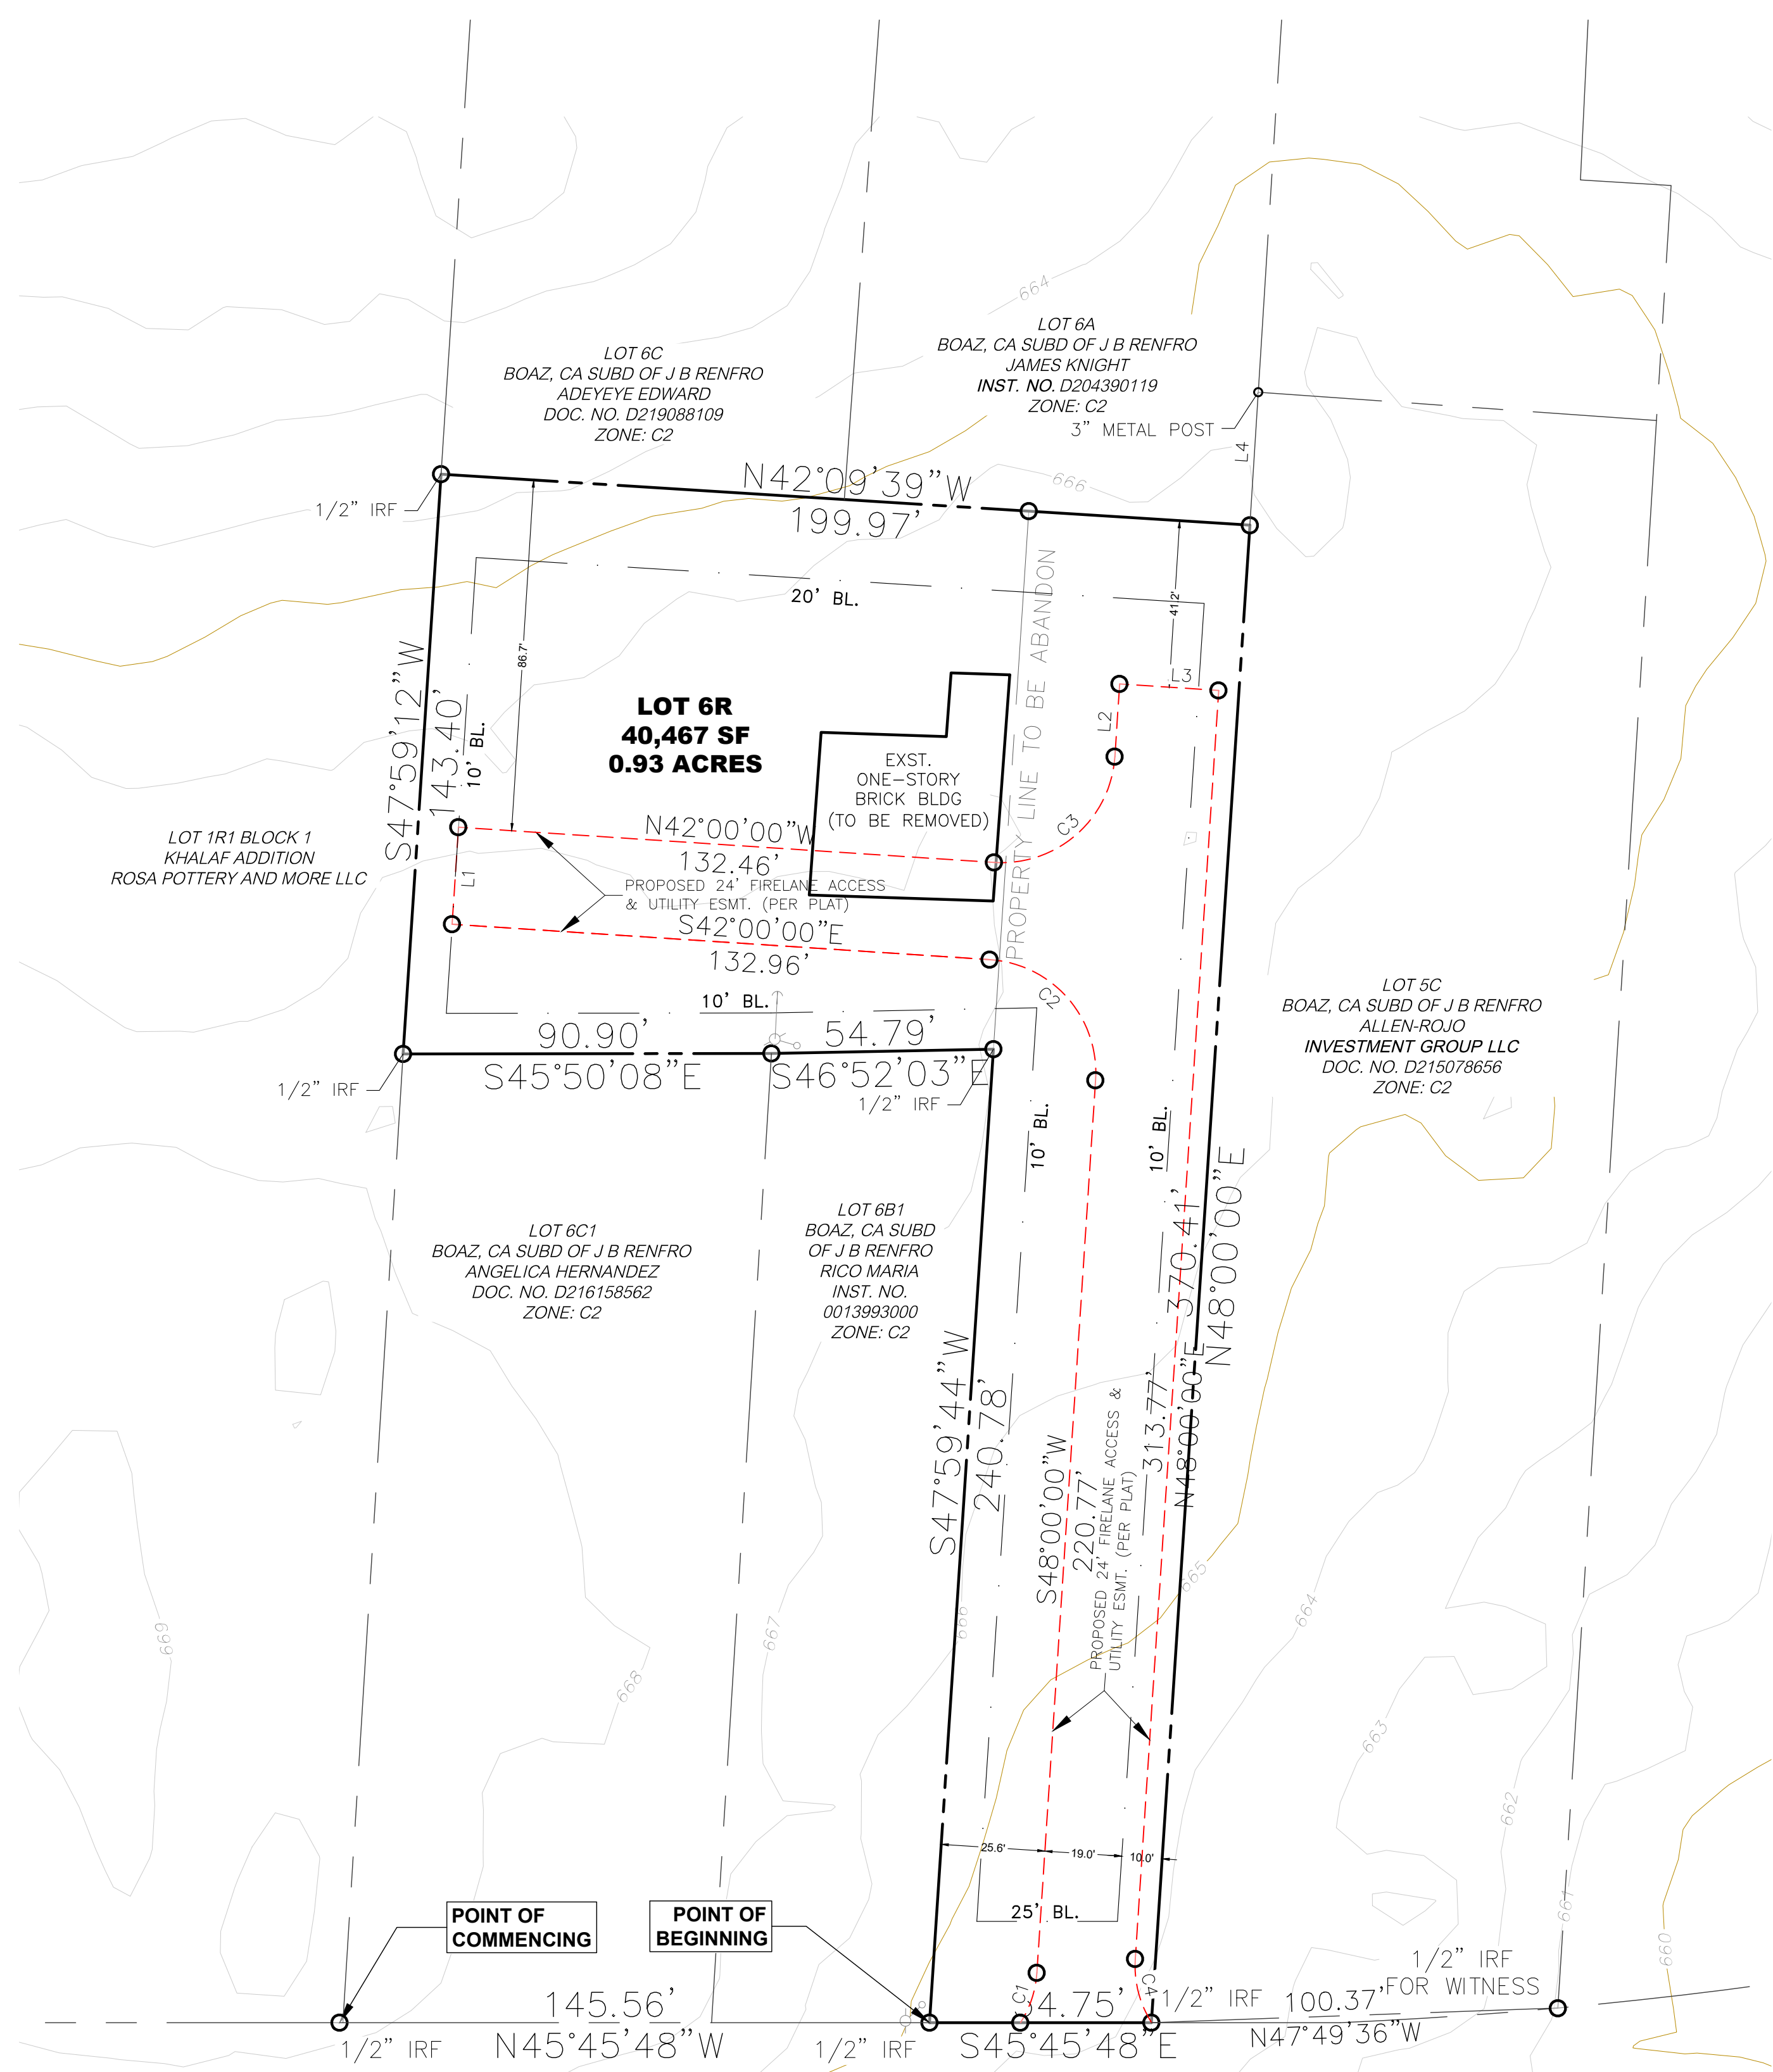 664
LOT 6A
BOAZ, CA SUBD OF J B RENFRO
JAMES KNIGHT
INST. NO. D204390119
ZONE: C2
3” METAL POST
L4
LOT 6C
BOAZ, CA SUBD OF J B RENFRO
ADEYEYE EDWARD
DOC. NO. D219088109
ZONE: C2
1/2” IRF
N42°09'39”W
199.97'
666
20' BL.
41.2'
86.7'
PROPERTY LINE TO BE ABANDON
S47°59'12”W
143.40'
10' BL.
LOT 6R
40,467 SF
0.93 ACRES
L3
L2
C3
EXST.
ONE-STORY
BRICK BLDG
(TO BE REMOVED)
LOT 1R1 BLOCK 1
KHALAF ADDITION
ROSA POTTERY AND MORE LLC
L1
N42°00'00”W
132.46'
PROPOSED 24' FIRELANE ACCESS
& UTILITY ESMT. (PER PLAT)
S42°00'00”E
132.96'
C2
10' BL.
90.90'
54.79'
S45°50'08”E
S46°52'03”E
1/2” IRF
1/2” IRF
LOT 5C
BOAZ, CA SUBD OF J B RENFRO
ALLEN-ROJO
INVESTMENT GROUP LLC
DOC. NO. D215078656
ZONE: C2
10' BL.
10' BL.
LOT 6C1
BOAZ, CA SUBD OF J B RENFRO
ANGELICA HERNANDEZ
DOC. NO. D216158562
ZONE: C2
LOT 6B1
BOAZ, CA SUBD
OF J B RENFRO
RICO MARIA
INST. NO.
0013993000
ZONE: C2
S47°59'44”W
240.78'
S48°00'00”W
220.77'
PROPOSED 24' FIRELANE ACCESS &
UTILITY ESMT. (PER PLAT)
313.77'
N48°00'00”E
370.41'
N48°00'00”E
669
668
667
666
665
664
663
662
661
660
25.6'
19.0'
10.0'
25' BL.
POINT OF
COMMENCING
POINT OF
BEGINNING
C1
C4
145.56'
N45°45'48”W
1/2” IRF
1/2” IRF
4.75'
S45°45'48”E
1/2” IRF
100.37'
N47°49'36”W
1/2” IRF
FOR WITNESS